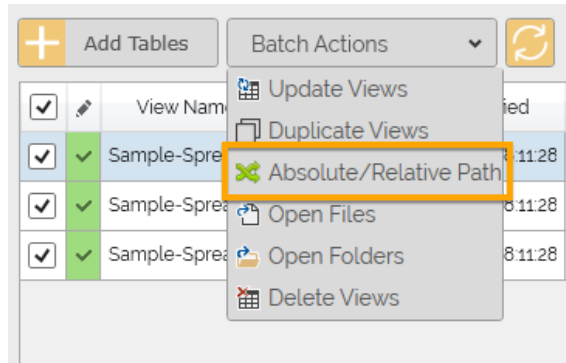 Add Tables
Batch Actions
View Nam
ied
Update Views
Duplicate Views
Sample-Spre
8:11:28
Absolute/Relative Path
Sample-Sprea
8:11:28
Open Files
Sample-Sprea
8:11:28
Open Folders
Delete Views